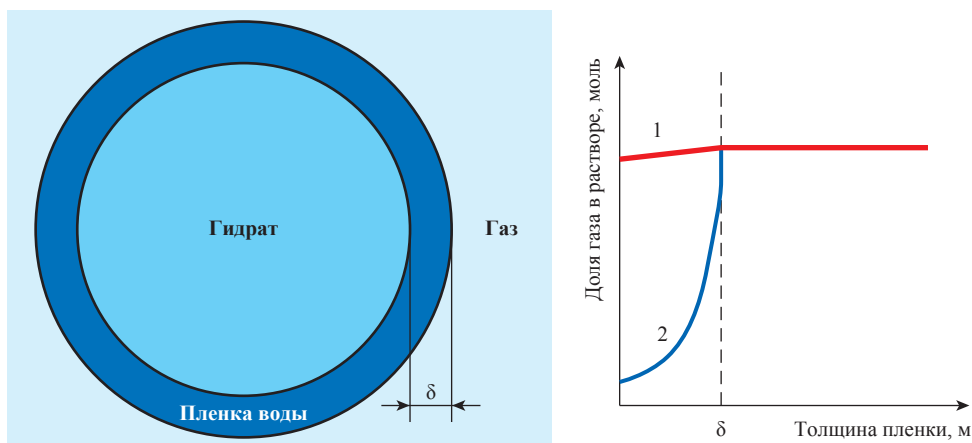 Гидрат
Газ
δ
Пленка воды
Доля газа в растворе, моль
1
2
δ
Толщина пленки, м